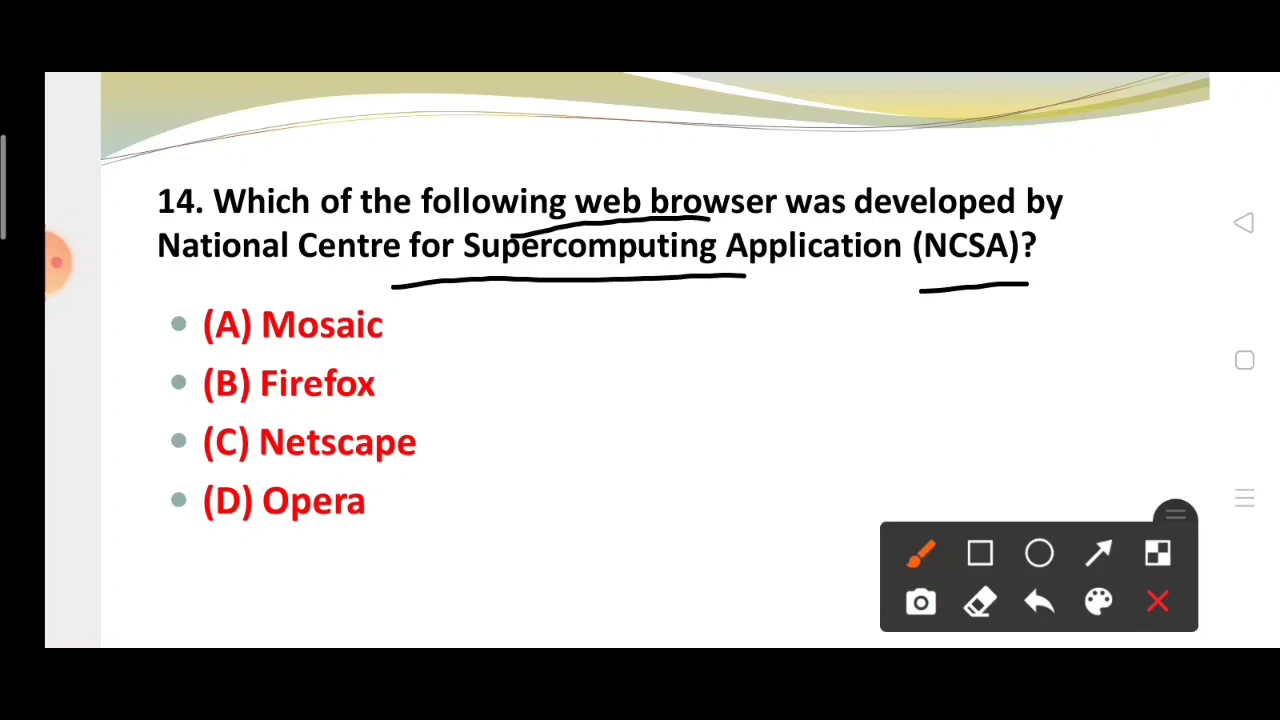 14. Which of the following web browser was developed by
National Centre for Supercomputing Application (NCSA)?
(A) Mosaic
(B) Firefox
(C) Netscape
(D) Opera